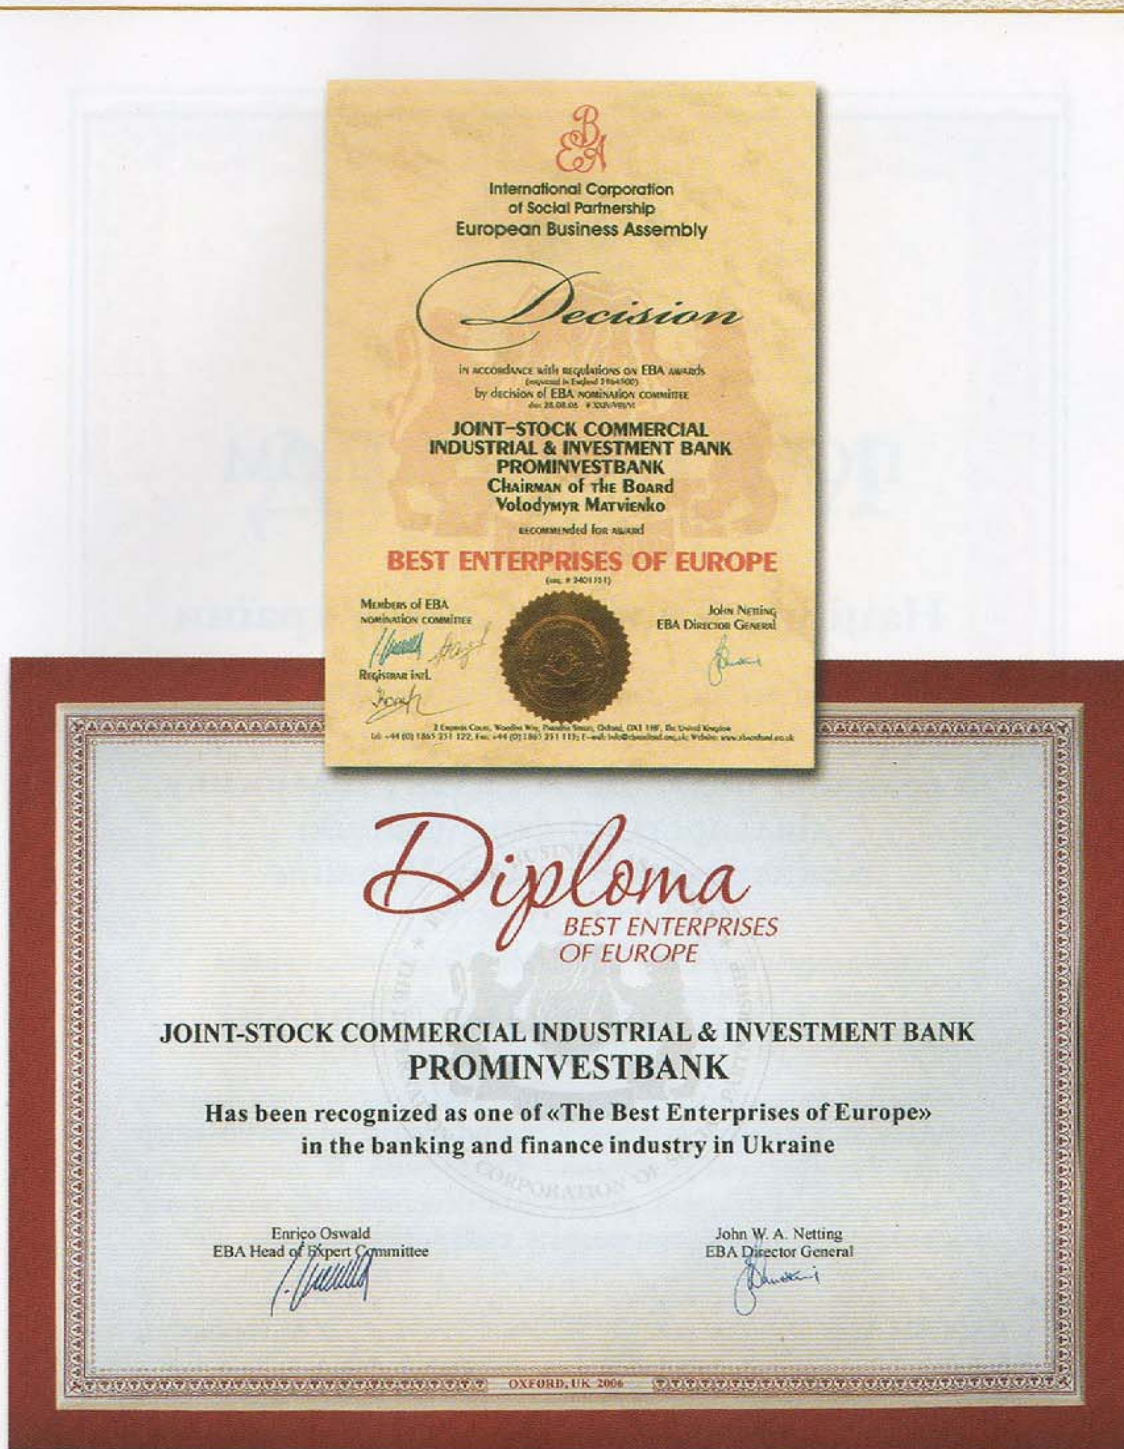 BEA
International Corporation
of Social Partnership
European Business Assembly
Decision
IN ACCORDANCE with REGULATIONS ON EBA AWARDS
by decision of EBA NOMINATION COMMITTEE
JOINT-STOCK COMMERCIAL
INDUSTRIAL & INVESTMENT BANK
PROMINVESTBANK
CHAIRMAN of THE BOARD
Volodymyr MATVIENKO
RECOMMENDED FOR AWARD
BEST ENTERPRISES OF EUROPE
Members of EBA
NOMINATION COMMITTEE
John Netting
EBA Director General
Registrar intl.
Diploma
BEST ENTERPRISES
OF EUROPE
JOINT-STOCK COMMERCIAL INDUSTRIAL & INVESTMENT BANK
PROMINVESTBANK
Has been recognized as one of «The Best Enterprises of Europe»
in the banking and finance industry in Ukraine
Enrico Oswald
EBA Head of Expert Committee
John W. A. Netting
EBA Director General
OXFORD, UK 2006